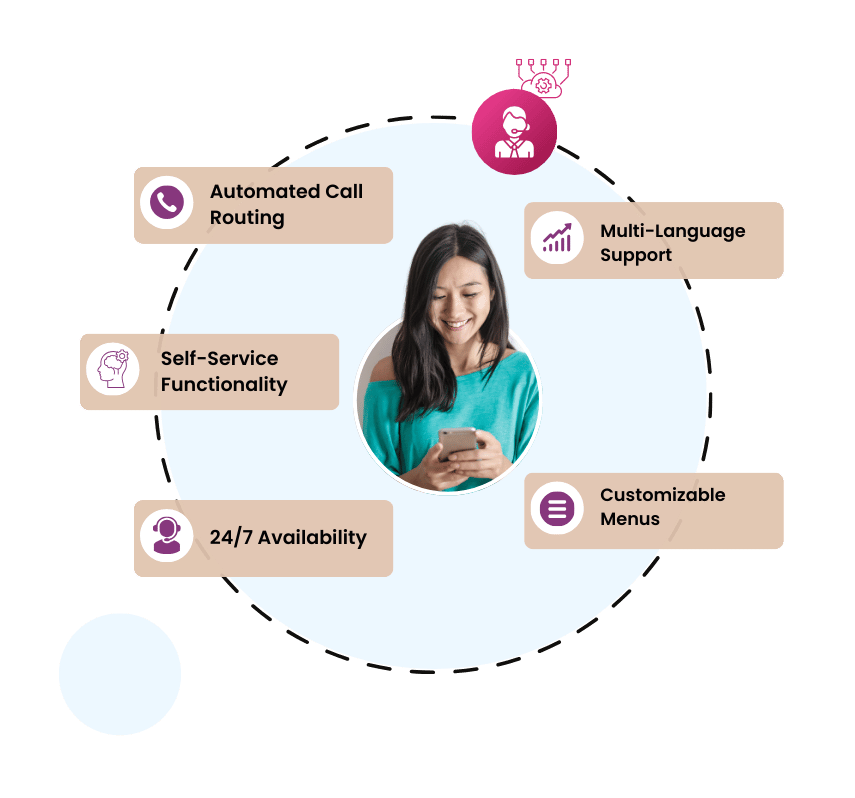 Automated Call
Routing
Multi-Language
Support
Self-Service
Functionality
Customizable
Menus
24/7 Availability